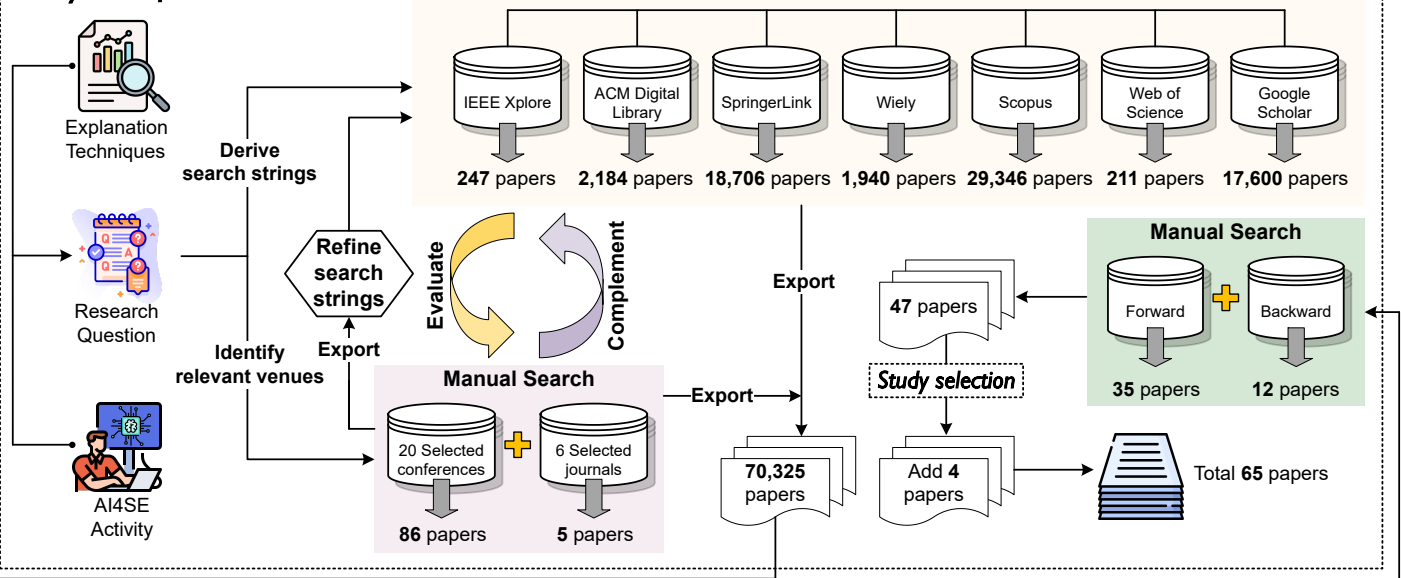 Explanation
Techniques
Research
Question
AI4SE
Activity
Derive
search strings
Identify
relevant venues
Refine
search
strings
Export
Evaluate
Complement
IEEE Xplore
247 papers
ACM Digital
Library
2,184 papers
SpringerLink
18,706 papers
Wiely
1,940 papers
Scopus
29,346 papers
Web of
Science
211 papers
Google
Scholar
17,600 papers
Manual Search
20 Selected
conferences
86 papers
6 Selected
journals
5 papers
Export
Export
70,325
papers
Manual Search
Forward
35 papers
Backward
12 papers
47 papers
Study selection
Add 4
papers
Total 65 papers